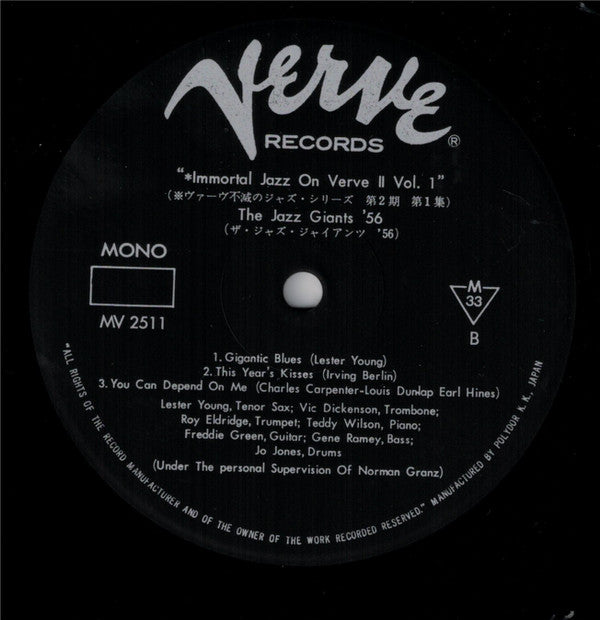 Verve
RECORDS ®
"*Immortal Jazz On Verve II Vol. 1"
(※ヴァーヴ不滅のジャズ・シリーズ 第2期 第1集)
The Jazz Giants '56
(ザ・ジャズ・ジャイアンツ '56)
MONO
MV 2511
M
33
B
1. Gigantic Blues (Lester Young)
2. This Year's Kisses (Irving Berlin)
3. You Can Depend On Me (Charles Carpenter-Louis Dunlap Earl Hines)
Lester Young, Tenor Sax; Vic Dickenson, Trombone;
Roy Eldridge, Trumpet; Teddy Wilson, Piano;
Freddie Green, Guitar; Gene Ramey, Bass;
Jo Jones, Drums
(Under The personal Supervision Of Norman Granz)
"ALL RIGHTS OF THE RECORD MANUFACTURER AND OF THE OWNER OF THE WORK RECORDED RESERVED." MANUFACTURED BY POLYDOR K.K. JAPAN